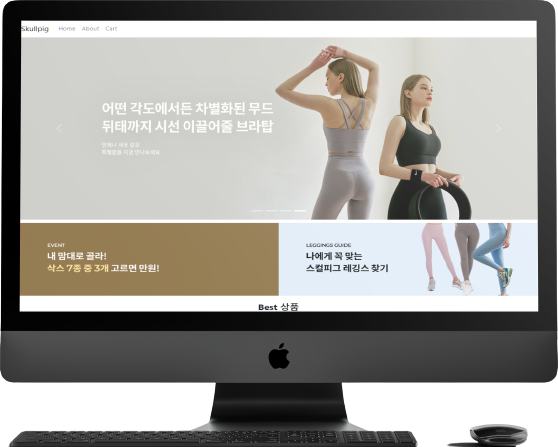 Skullpig Home About Cart
어떤 각도에서든 차별화된 무드
뒤태까지 시선 이끌어줄 브라탑
EVENT
내 맘대로 골라!
삭스 7종 중 3개 고르면 만원!
LEGGINGS GUIDE
나에게 꼭 맞는
스컬피그 레깅스 찾기
Best 상품